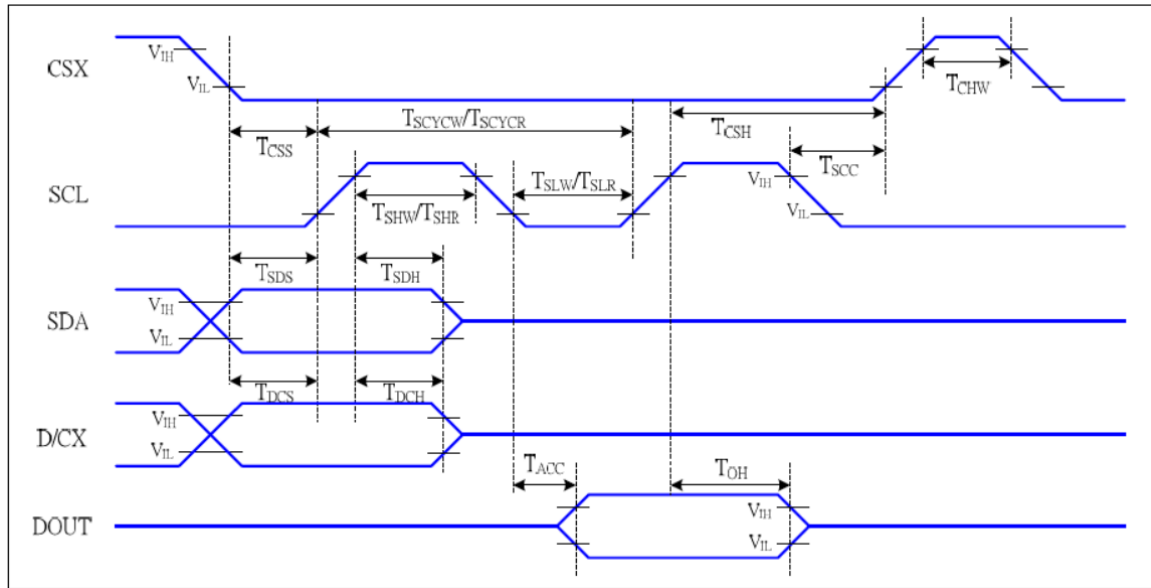 CSX
VIH
VIL
TCHW
TSCYCW/TSCYCR
TCSS
TCSH
TSCC
SCL
TSLW/TSLR
TSHW/TSHR
VIH
VIL
TSDS
TSDH
SDA
VIH
VIL
TDCS
TDCH
D/CX
VIH
VIL
TACC
TOH
DOUT
VIH
VIL